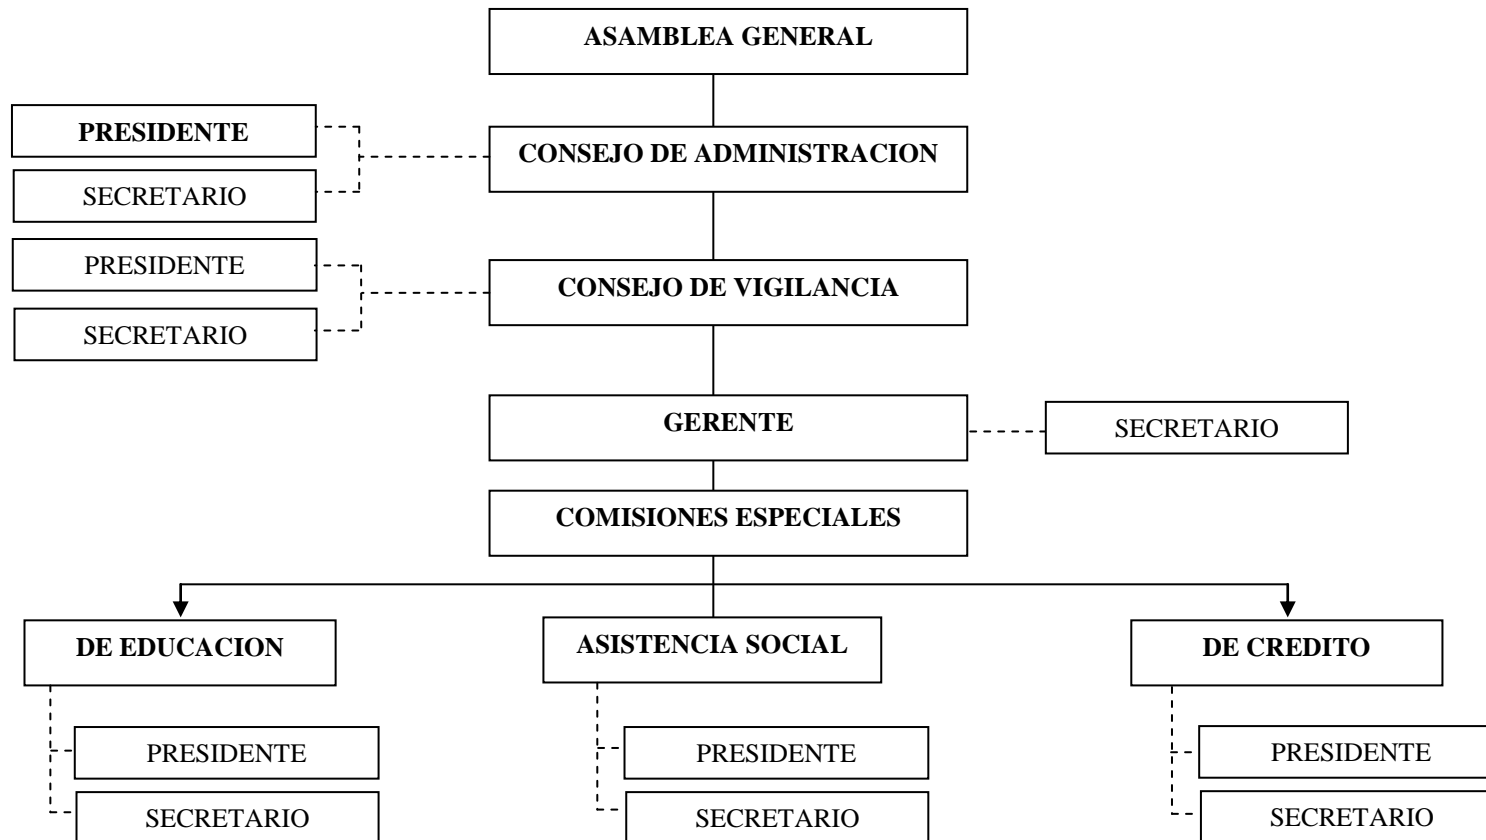 ASAMBLEA GENERAL
PRESIDENTE
CONSEJO DE ADMINISTRACION
SECRETARIO
PRESIDENTE
CONSEJO DE VIGILANCIA
SECRETARIO
GERENTE
SECRETARIO
COMISIONES ESPECIALES
DE EDUCACION
ASISTENCIA SOCIAL
DE CREDITO
PRESIDENTE
PRESIDENTE
PRESIDENTE
SECRETARIO
SECRETARIO
SECRETARIO